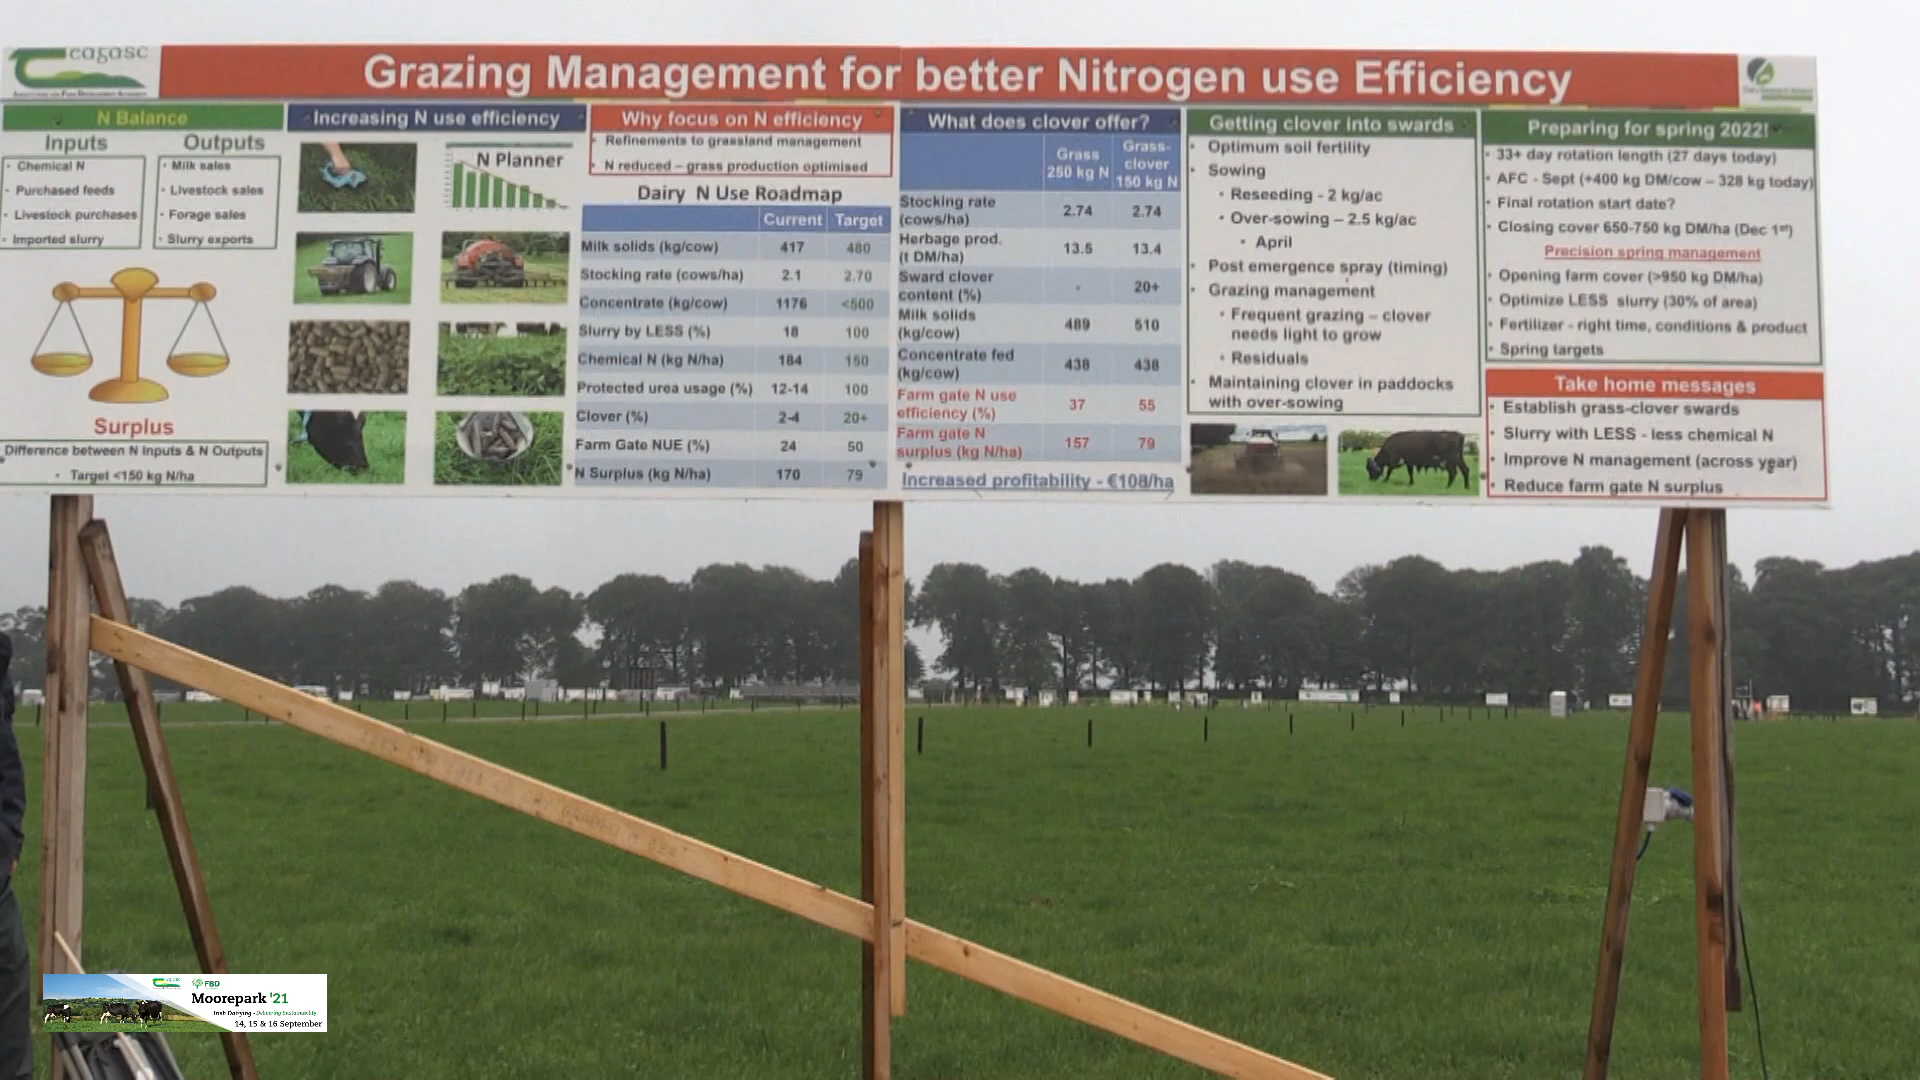 eagasc
Agriculture and Food Development Authority
Grazing Management for better Nitrogen use Efficiency
N Balance
Inputs
Outputs
• Chemical N
• Purchased feeds
• Livestock purchases
• Imported slurry
• Milk sales
• Livestock sales
• Forage sales
• Slurry exports
Surplus
Difference between N Inputs & N Outputs
• Target <150 kg N/ha
Increasing N use efficiency
N Planner
Why focus on N efficiency
• Refinements to grassland management
• N reduced – grass production optimised
Dairy N Use Roadmap
Current Target
Milk solids (kg/cow) 417 480
Stocking rate (cows/ha) 2.1 2.70
Concentrate (kg/cow) 1176 <500
Slurry by LESS (%) 18 100
Chemical N (kg N/ha) 184 150
Protected urea usage (%) 12-14 100
Clover (%) 2-4 20+
Farm Gate NUE (%) 24 50
N Surplus (kg N/ha) 170 79
What does clover offer?
Grass
250 kg N
Grass-
clover
150 kg N
Stocking rate
(cows/ha) 2.74 2.74
Herbage prod.
(t DM/ha) 13.5 13.4
Sward clover
content (%) - 20+
Milk solids
(kg/cow) 489 510
Concentrate fed
(kg/cow) 438 438
Farm gate N use
efficiency (%) 37 55
Farm gate N
surplus (kg N/ha) 157 79
Increased profitability - €108/ha
Getting clover into swards
• Optimum soil fertility
• Sowing
• Reseeding - 2 kg/ac
• Over-sowing – 2.5 kg/ac
• April
• Post emergence spray (timing)
• Grazing management
• Frequent grazing – clover
needs light to grow
• Residuals
• Maintaining clover in paddocks
with over-sowing
Preparing for spring 2022!
• 33+ day rotation length (27 days today)
• AFC - Sept (+400 kg DM/cow – 328 kg today)
• Final rotation start date?
• Closing cover 650-750 kg DM/ha (Dec 1st)
Precision spring management
• Opening farm cover (>950 kg DM/ha)
• Optimize LESS slurry (30% of area)
• Fertilizer - right time, conditions & product
• Spring targets
Take home messages
• Establish grass-clover swards
• Slurry with LESS - less chemical N
• Improve N management (across year)
• Reduce farm gate N surplus
FBD
Moorepark '21
Irish Dairying - Delivering Sustainability
14, 15 & 16 September